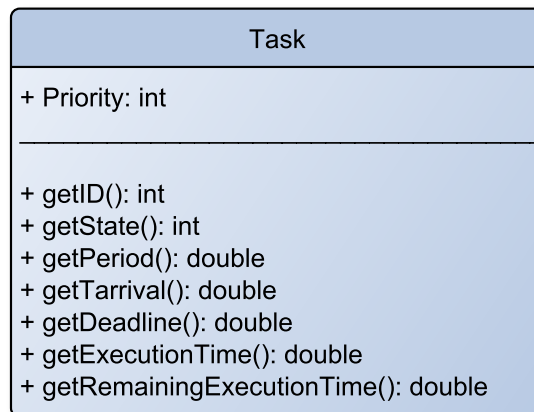 Task
+ Priority: int
+ getID(): int
+ getState(): int
+ getPeriod(): double
+ getTarrival(): double
+ getDeadline(): double
+ getExecutionTime(): double
+ getRemainingExecutionTime(): double